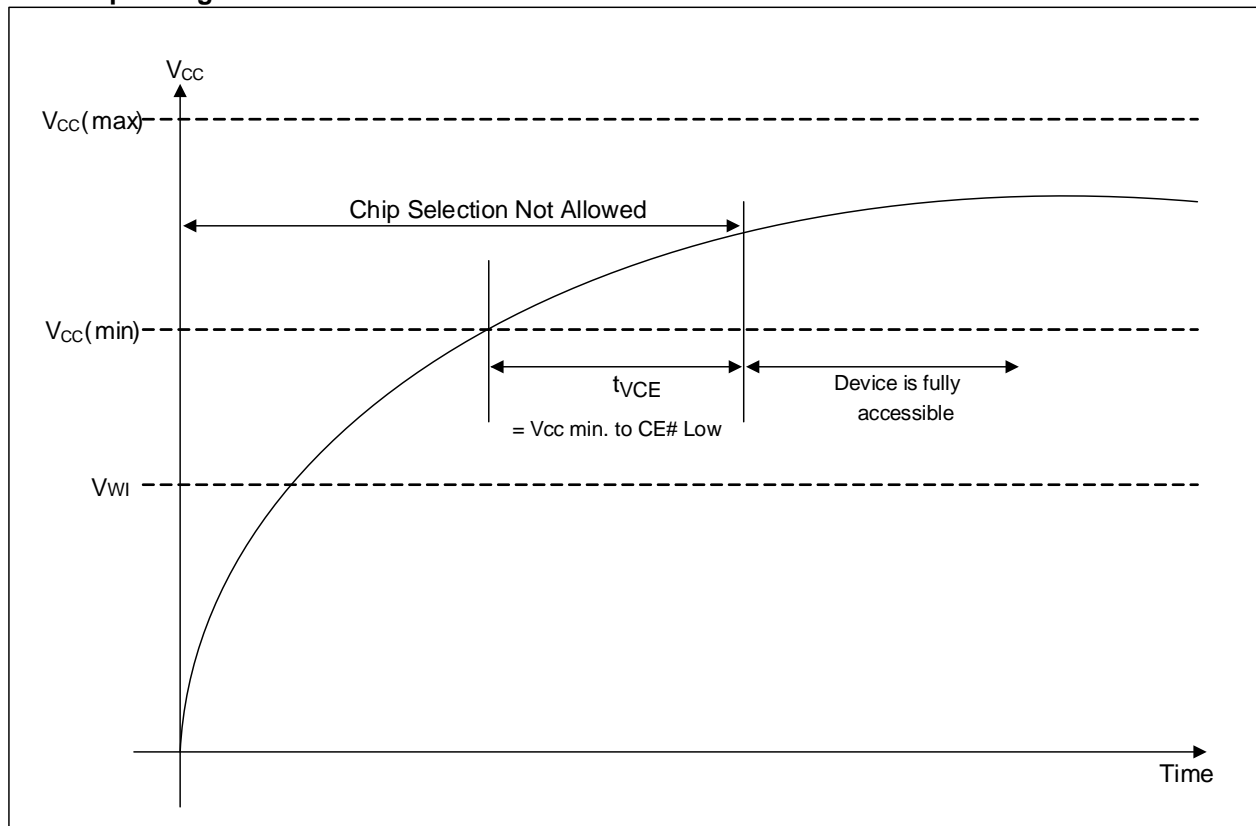 VCC
VCC(max)
Chip Selection Not Allowed
VCC(min)
tVCE
= Vcc min. to CE# Low
Device is fully
accessible
VWI
Time